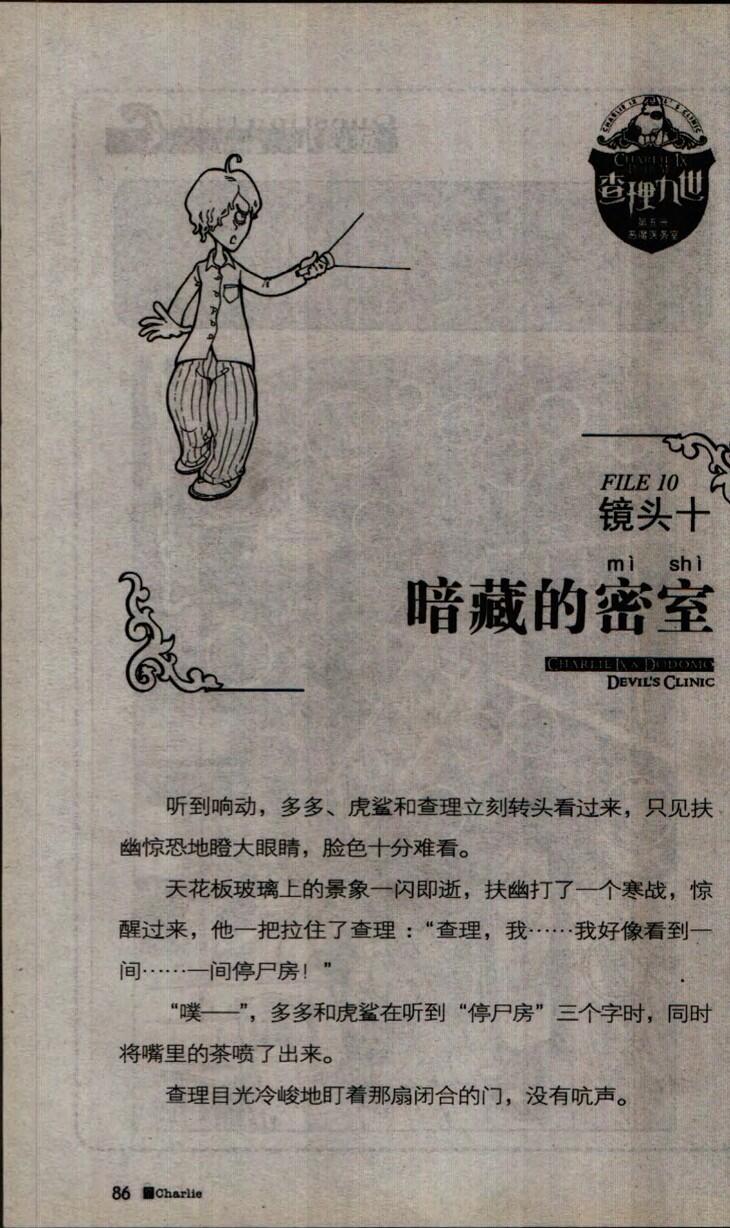 CHARLIE IX
查理九世
第五册
恶魔医务室
FILE 10
镜头十
mì shì
暗藏的密室
CHARLIE IX & DODOMO
DEVIL'S CLINIC
听到响动，多多、虎鲨和查理立刻转头看过来，只见扶
幽惊恐地瞪大眼睛，脸色十分难看。
天花板玻璃上的景象一闪即逝，扶幽打了一个寒战，惊
醒过来，他一把拉住了查理：“查理，我……我好像看到一
间……一间停尸房！”
“噗——”，多多和虎鲨在听到“停尸房”三个字时，同时
将嘴里的茶喷了出来。
查理目光冷峻地盯着那扇闭合的门，没有吭声。
86 Charlie